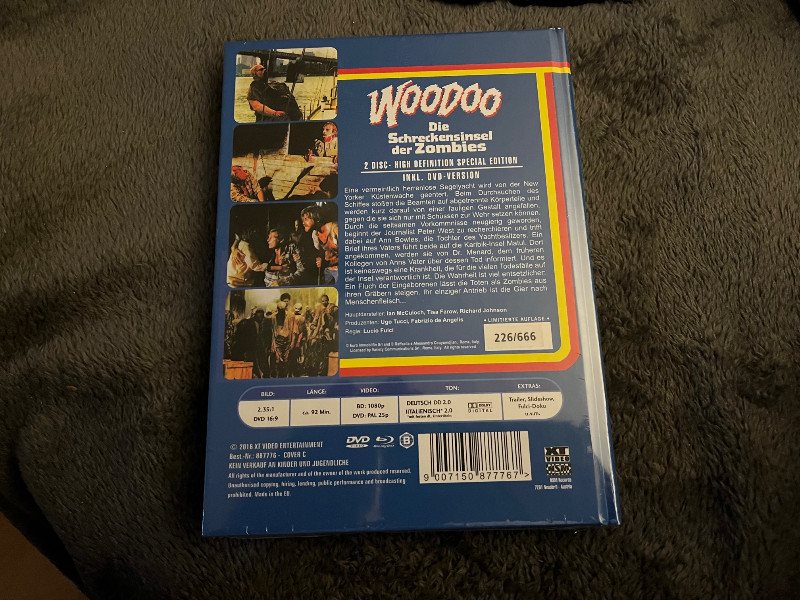 WOODOO
Die
Schreckensinsel
der Zombies
2 DISC- HIGH DEFINITION SPECIAL EDITION
INKL. DVD-VERSION
Eine vermeintlich herrenlose Segelyacht wird von der New
Yorker Küstenwache geentert. Beim Durchsuchen des
Schiffes stoßen die Beamten auf abgetrennte Körperteile und
werden kurz darauf von einer fauligen Gestalt angefallen,
gegen die sie sich nur mit Schüssen zur Wehr setzen können.
Durch die seltsamen Vorkommnisse neugierig geworden,
beginnt der Journalist Peter West zu recherchieren und trifft
dabei auf Ann Bowles, die Tochter des Yachtbesitzers. Ein
Brief ihres Vaters führt beide auf die Karibik-Insel Matul. Dort
angekommen, werden sie von Dr. Menard, dem früheren
Kollegen von Anns Vater über dessen Tod informiert. Und es
ist keineswegs eine Krankheit, die für die vielen Todesfälle auf
der Insel verantwortlich ist. Die Wahrheit ist viel entsetzlicher:
Ein Fluch der Eingeborenen lässt die Toten als Zombies aus
ihren Gräbern steigen. Ihr einziger Antrieb ist die Gier nach
Menschenfleisch...
Hauptdarsteller: Ian McCulloch, Tisa Farow, Richard Johnson
Produzenten: Ugo Tucci, Fabrizio de Angelis
Regie: Lucio Fulci
• LIMITIERTE AUFLAGE •
226/666
BILD: LÄNGE: VIDEO: TON: EXTRAS:
2.35:1
DVD 16:9
ca. 92 Min.
BD: 1080p
DVD: PAL 25p
DEUTSCH DD 2.0
ITALIENISCH* 2.0
DOLBY
DIGITAL
Trailer, Slideshow,
Fulci-Doku
u.v.m.
© 2016 XT VIDEO ENTERTAINMENT
Best.-Nr.: 887776 - COVER C
KEIN VERKAUF AN KINDER UND JUGENDLICHE
All rights of the manufacturer and of the owner of the work produced reserved.
Unauthorised copying, hiring, lending, public performance and broadcasting
prohibited. Made in the EU.
DVD
B
9 007150 877767 >
XT
VIDEO